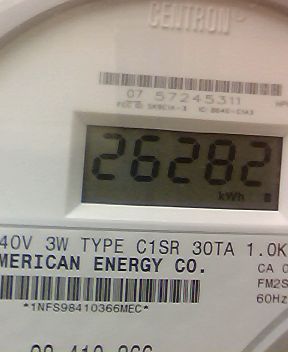 CENTRON
07 57245311
26282
kWh
40V 3W TYPE C1SR 30TA 1.0K
MERICAN ENERGY CO.
CA 0
FM2S
60Hz
*1NFS98410366MEC*